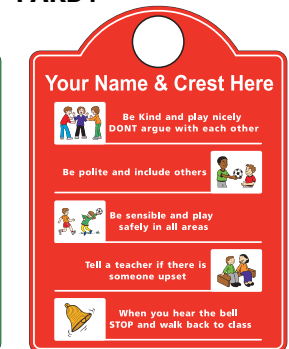 Your Name & Crest Here
Be Kind and play nicely
DONT argue with each other
Be polite and include others
Be sensible and play
safely in all areas
Tell a teacher if there is
someone upset
When you hear the bell
STOP and walk back to class